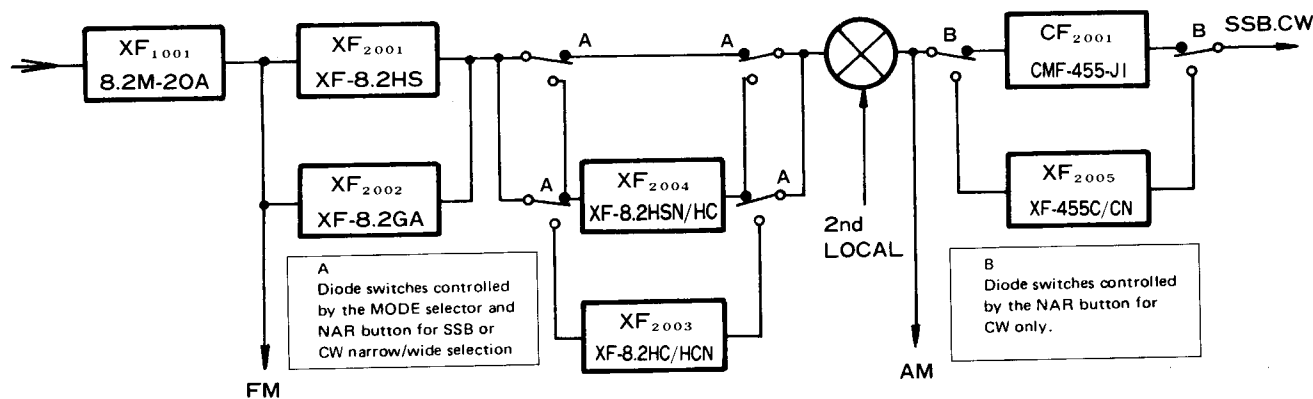 XF1001
8.2M-20A
XF2001
XF-8.2HS
A
A
B
CF2001
CMF-455-JI
B
SSB.CW
XF2002
XF-8.2GA
A
XF2004
XF-8.2HSN/HC
A
2nd
LOCAL
XF2005
XF-455C/CN
A
Diode switches controlled
by the MODE selector and
NAR button for SSB or
CW narrow/wide selection
XF2003
XF-8.2HC/HCN
B
Diode switches controlled
by the NAR button for
CW only.
FM
AM